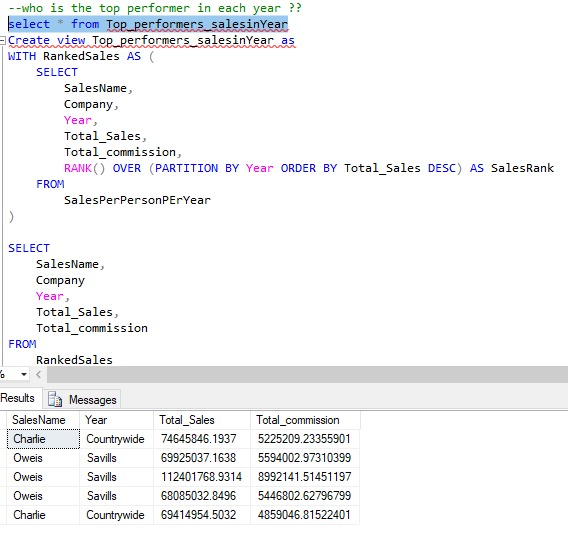 --who is the top performer in each year ??
select * from Top_performers_salesinYear
Create view Top_performers_salesinYear as
WITH RankedSales AS (
SELECT
SalesName,
Company,
Year,
Total_Sales,
Total_commission,
RANK() OVER (PARTITION BY Year ORDER BY Total_Sales DESC) AS SalesRank
FROM
SalesPerPersonPErYear
)
SELECT
SalesName,
Company
Year,
Total_Sales,
Total_commission
FROM
RankedSales
%
Results Messages
SalesName Year Total_Sales Total_commission
Charlie Countrywide 74645846.1937 5225209.23355901
Oweis Savills 69925037.1638 5594002.97310399
Oweis Savills 112401768.9314 8992141.51451197
Oweis Savills 68085032.8496 5446802.62796799
Charlie Countrywide 69414954.5032 4859046.81522401